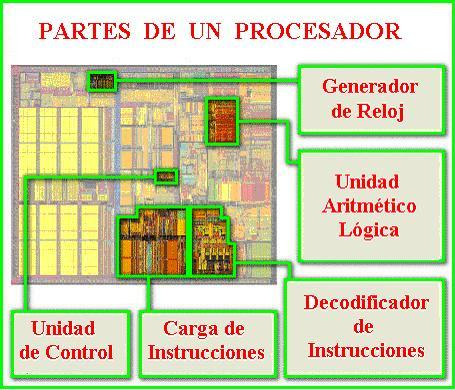 PARTES DE UN PROCESADOR
Generador
de Reloj
Unidad
Aritmético
Lógica
Decodificador
de
Instrucciones
Carga de
Instrucciones
Unidad
de Control